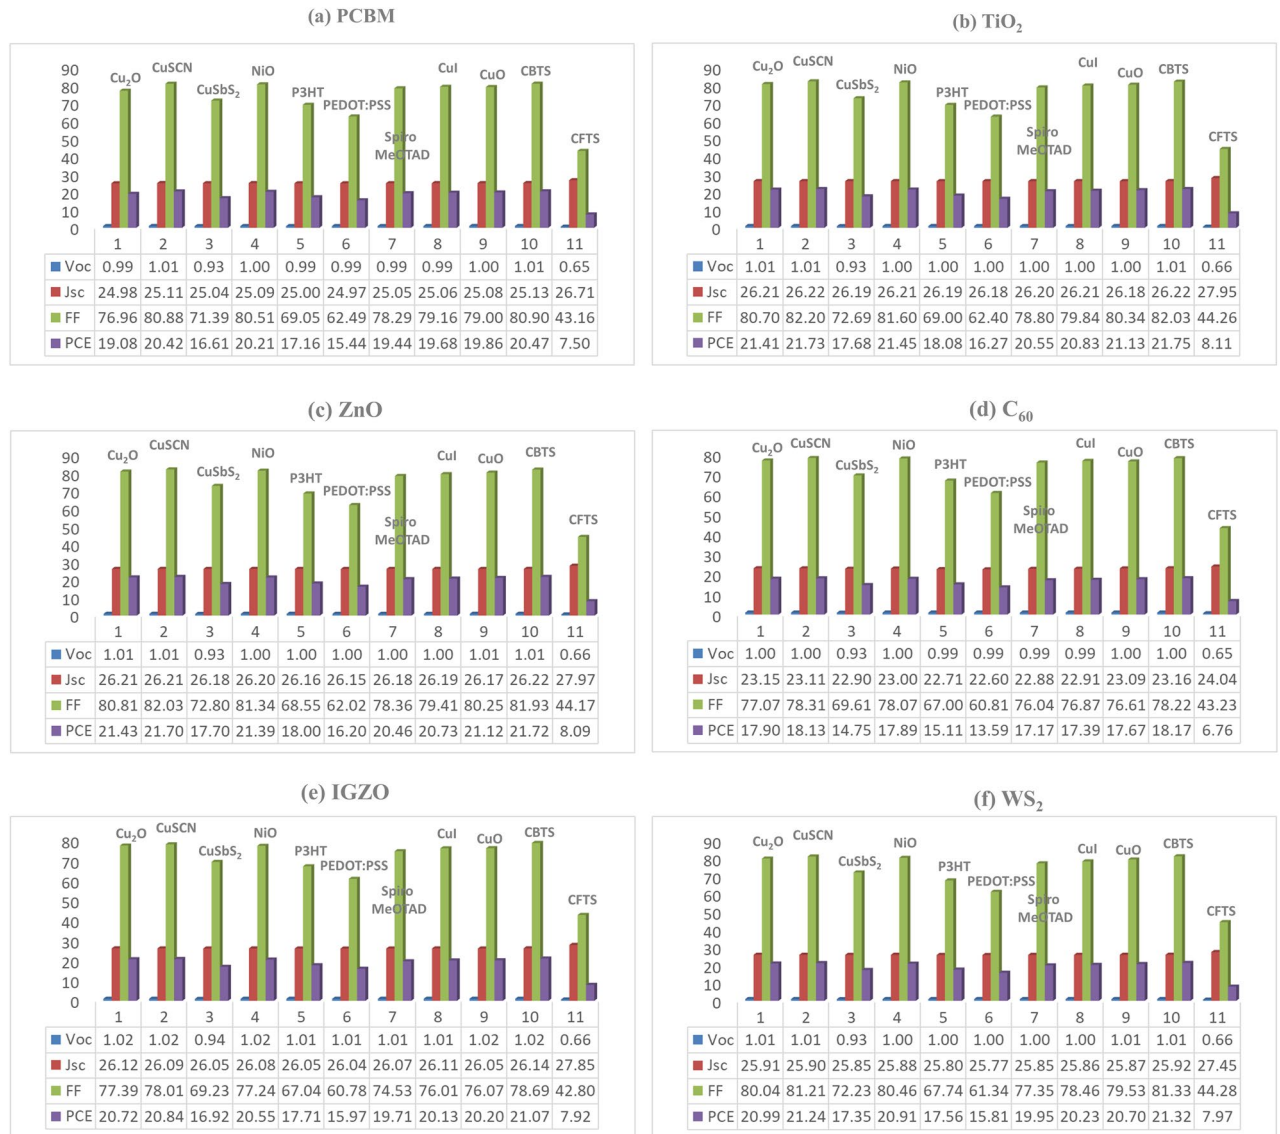 (a) PCBM
90
80
70
60
50
40
30
20
10
0
Cu₂O
CuSCN
CuSbS₂
NiO
P3HT
PEDOT:PSS
Spiro
MeOTAD
CuI
CuO
CBTS
CFTS
1 2 3 4 5 6 7 8 9 10 11
Voc 0.99 1.01 0.93 1.00 0.99 0.99 0.99 0.99 1.00 1.01 0.65
Jsc 24.98 25.11 25.04 25.09 25.00 24.97 25.05 25.06 25.08 25.13 26.71
FF 76.96 80.88 71.39 80.51 69.05 62.49 78.29 79.16 79.00 80.90 43.16
PCE 19.08 20.42 16.61 20.21 17.16 15.44 19.44 19.68 19.86 20.47 7.50
(b) TiO₂
90
80
70
60
50
40
30
20
10
0
Cu₂O
CuSCN
CuSbS₂
NiO
P3HT
PEDOT:PSS
Spiro
MeOTAD
CuI
CuO
CBTS
CFTS
1 2 3 4 5 6 7 8 9 10 11
Voc 1.01 1.01 0.93 1.00 1.00 1.00 1.00 1.00 1.00 1.01 0.66
Jsc 26.21 26.22 26.19 26.21 26.19 26.18 26.20 26.21 26.18 26.22 27.95
FF 80.70 82.20 72.69 81.60 69.00 62.40 78.80 79.84 80.34 82.03 44.26
PCE 21.41 21.73 17.68 21.45 18.08 16.27 20.55 20.83 21.13 21.75 8.11
(c) ZnO
90
80
70
60
50
40
30
20
10
0
Cu₂O
CuSCN
CuSbS₂
NiO
P3HT
PEDOT:PSS
Spiro
MeOTAD
CuI
CuO
CBTS
CFTS
1 2 3 4 5 6 7 8 9 10 11
Voc 1.01 1.01 0.93 1.00 1.00 1.00 1.00 1.00 1.01 1.01 0.66
Jsc 26.21 26.21 26.18 26.20 26.16 26.15 26.18 26.19 26.17 26.22 27.97
FF 80.81 82.03 72.80 81.34 68.55 62.02 78.36 79.41 80.25 81.93 44.17
PCE 21.43 21.70 17.70 21.39 18.00 16.20 20.46 20.73 21.12 21.72 8.09
(d) C₆₀
80
70
60
50
40
30
20
10
0
Cu₂O
CuSCN
CuSbS₂
NiO
P3HT
PEDOT:PSS
Spiro
MeOTAD
CuI
CuO
CBTS
CFTS
1 2 3 4 5 6 7 8 9 10 11
Voc 1.00 1.00 0.93 1.00 0.99 0.99 0.99 0.99 1.00 1.00 0.65
Jsc 23.15 23.11 22.90 23.00 22.71 22.60 22.88 22.91 23.09 23.16 24.04
FF 77.07 78.31 69.61 78.07 67.00 60.81 76.04 76.87 76.61 78.22 43.23
PCE 17.90 18.13 14.75 17.89 15.11 13.59 17.17 17.39 17.67 18.17 6.76
(e) IGZO
80
70
60
50
40
30
20
10
0
Cu₂O
CuSCN
CuSbS₂
NiO
P3HT
PEDOT:PSS
Spiro
MeOTAD
CuI
CuO
CBTS
CFTS
1 2 3 4 5 6 7 8 9 10 11
Voc 1.02 1.02 0.94 1.02 1.01 1.01 1.01 1.01 1.02 1.02 0.66
Jsc 26.12 26.09 26.05 26.08 26.05 26.04 26.07 26.11 26.05 26.14 27.85
FF 77.39 78.01 69.23 77.24 67.04 60.78 74.53 76.01 76.07 78.69 42.80
PCE 20.72 20.84 16.92 20.55 17.71 15.97 19.71 20.13 20.20 21.07 7.92
(f) WS₂
90
80
70
60
50
40
30
20
10
0
Cu₂O
CuSCN
CuSbS₂
NiO
P3HT
PEDOT:PSS
Spiro
MeOTAD
CuI
CuO
CBTS
CFTS
1 2 3 4 5 6 7 8 9 10 11
Voc 1.01 1.01 0.93 1.00 1.00 1.00 1.00 1.00 1.01 1.01 0.66
Jsc 25.91 25.90 25.85 25.88 25.80 25.77 25.85 25.86 25.87 25.92 27.45
FF 80.04 81.21 72.23 80.46 67.74 61.34 77.35 78.46 79.53 81.33 44.28
PCE 20.99 21.24 17.35 20.91 17.56 15.81 19.95 20.23 20.70 21.32 7.97